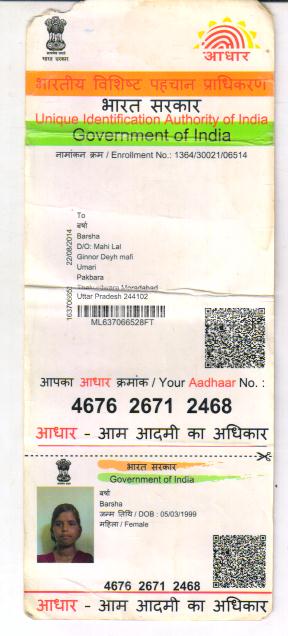 भारत सरकार
आधार
भारतीय विशिष्ट पहचान प्राधिकरण
भारत सरकार
Unique Identification Authority of India
Government of India
नामांकन क्रम / Enrollment No.: 1364/30021/06514
22/08/2014
To
बर्षा
Barsha
D/O: Mahi Lal
Ginnor Deyh mafi
Umari
Pakbara
Moradabad
Uttar Pradesh 244102
ML637066528FT
आपका आधार क्रमांक / Your Aadhaar No. :
4676 2671 2468
आधार - आम आदमी का अधिकार
भारत सरकार
Government of India
बर्षा
Barsha
जन्म तिथि / DOB : 05/03/1999
महिला / Female
4676 2671 2468
आधार - आम आदमी का अधिकार